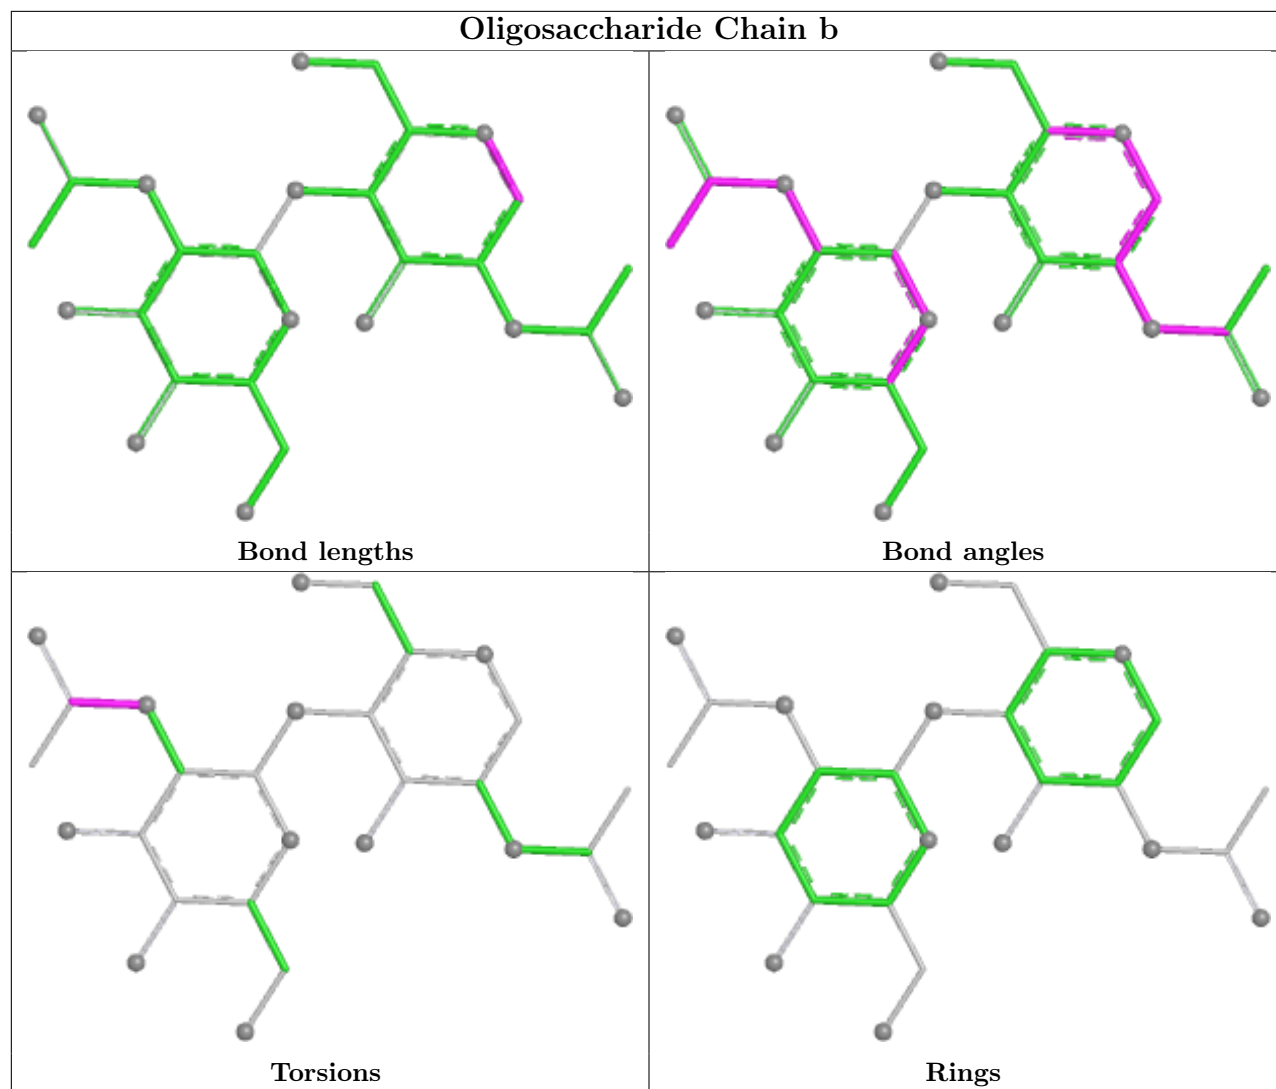 Oligosaccharide Chain b
Bond lengths
Bond angles
Torsions
Rings